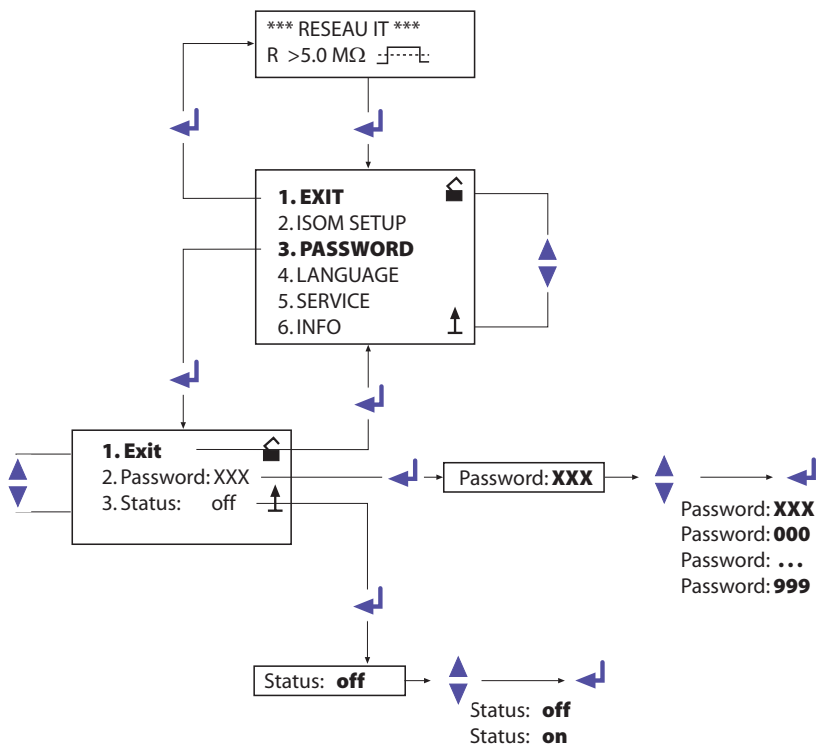 *** RESEAU IT ***
R >5.0 MΩ
1. EXIT
2. ISOM SETUP
3. PASSWORD
4. LANGUAGE
5. SERVICE
6. INFO
1. Exit
2. Password: XXX
3. Status: off
Password: XXX
Password: XXX
Password: 000
Password: ...
Password: 999
Status: off
Status: off
Status: on